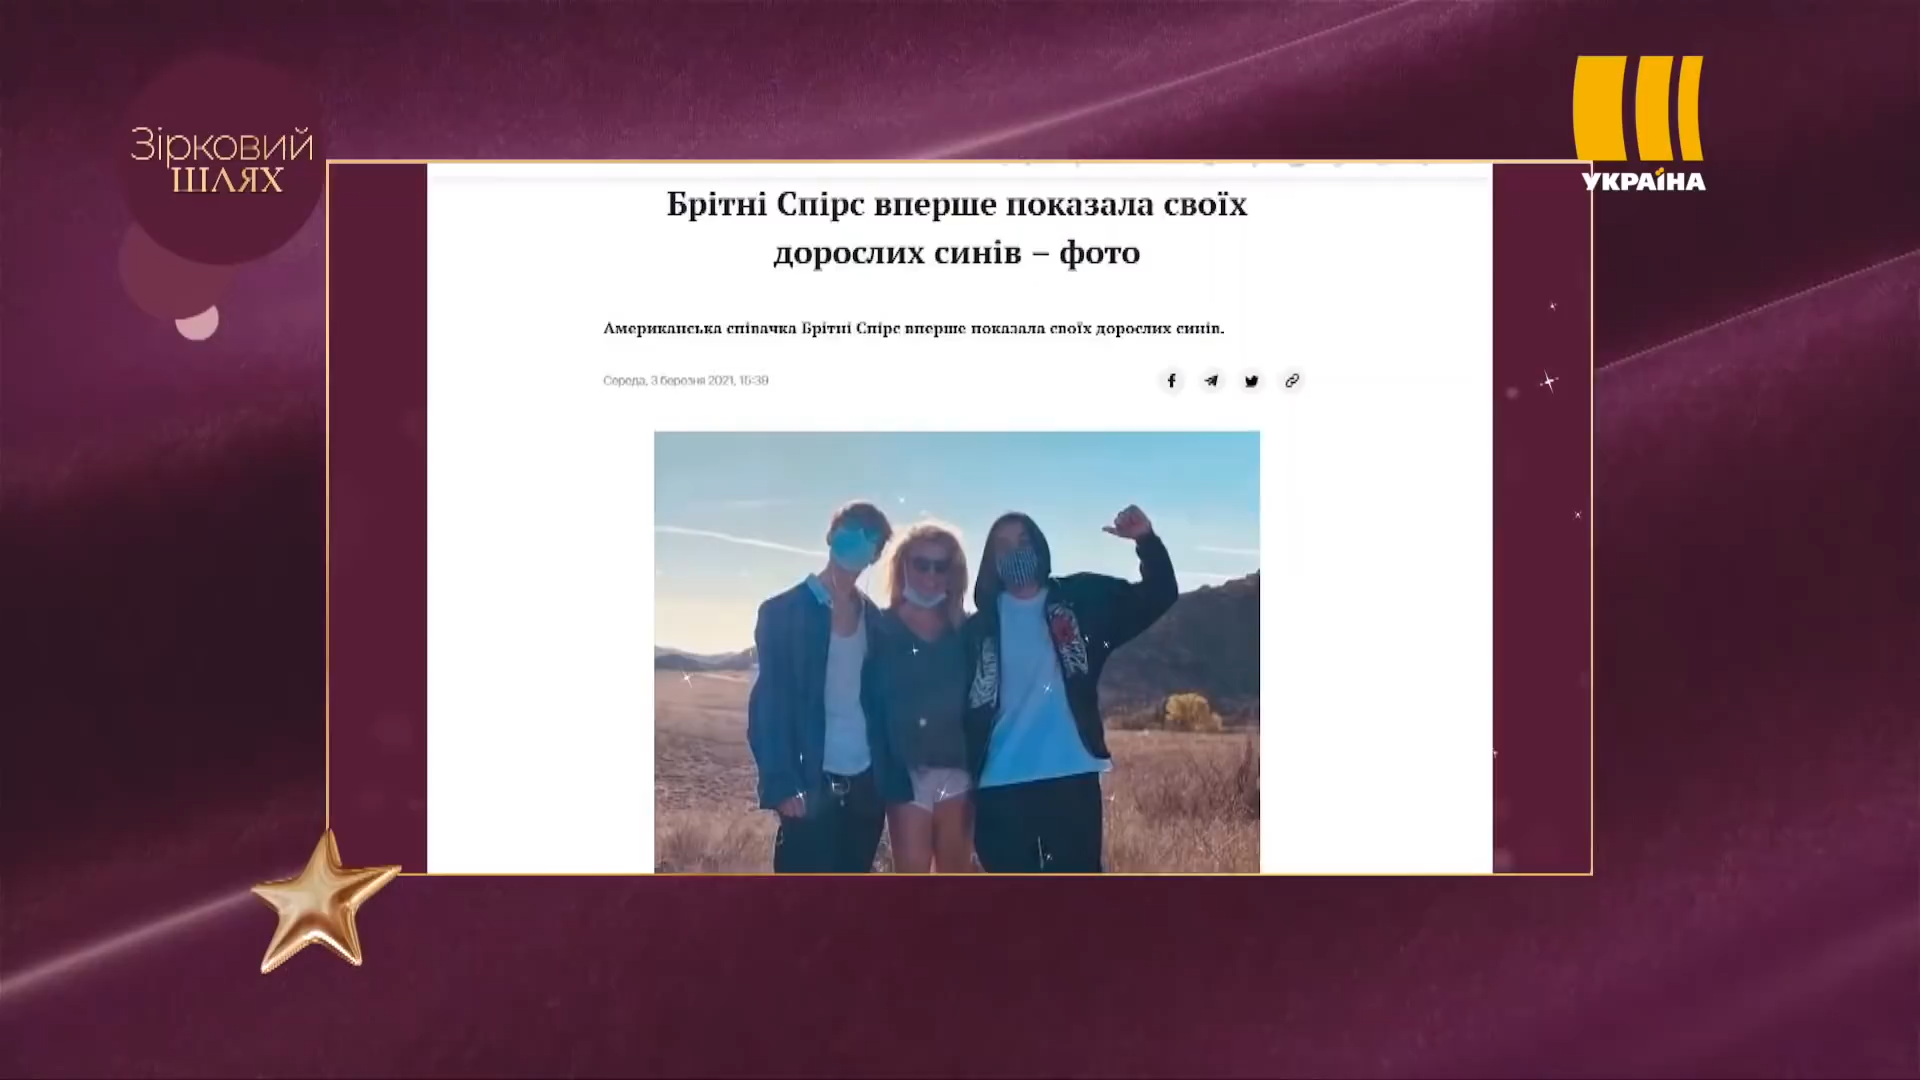 Зірковий
ШЛЯХ
УКРАЇНА
Брітні Спірс вперше показала своїх
дорослих синів – фото
Американська співачка Брітні Спірс вперше показала своїх дорослих синів.
Середа, 3 березня 2021, 15:39